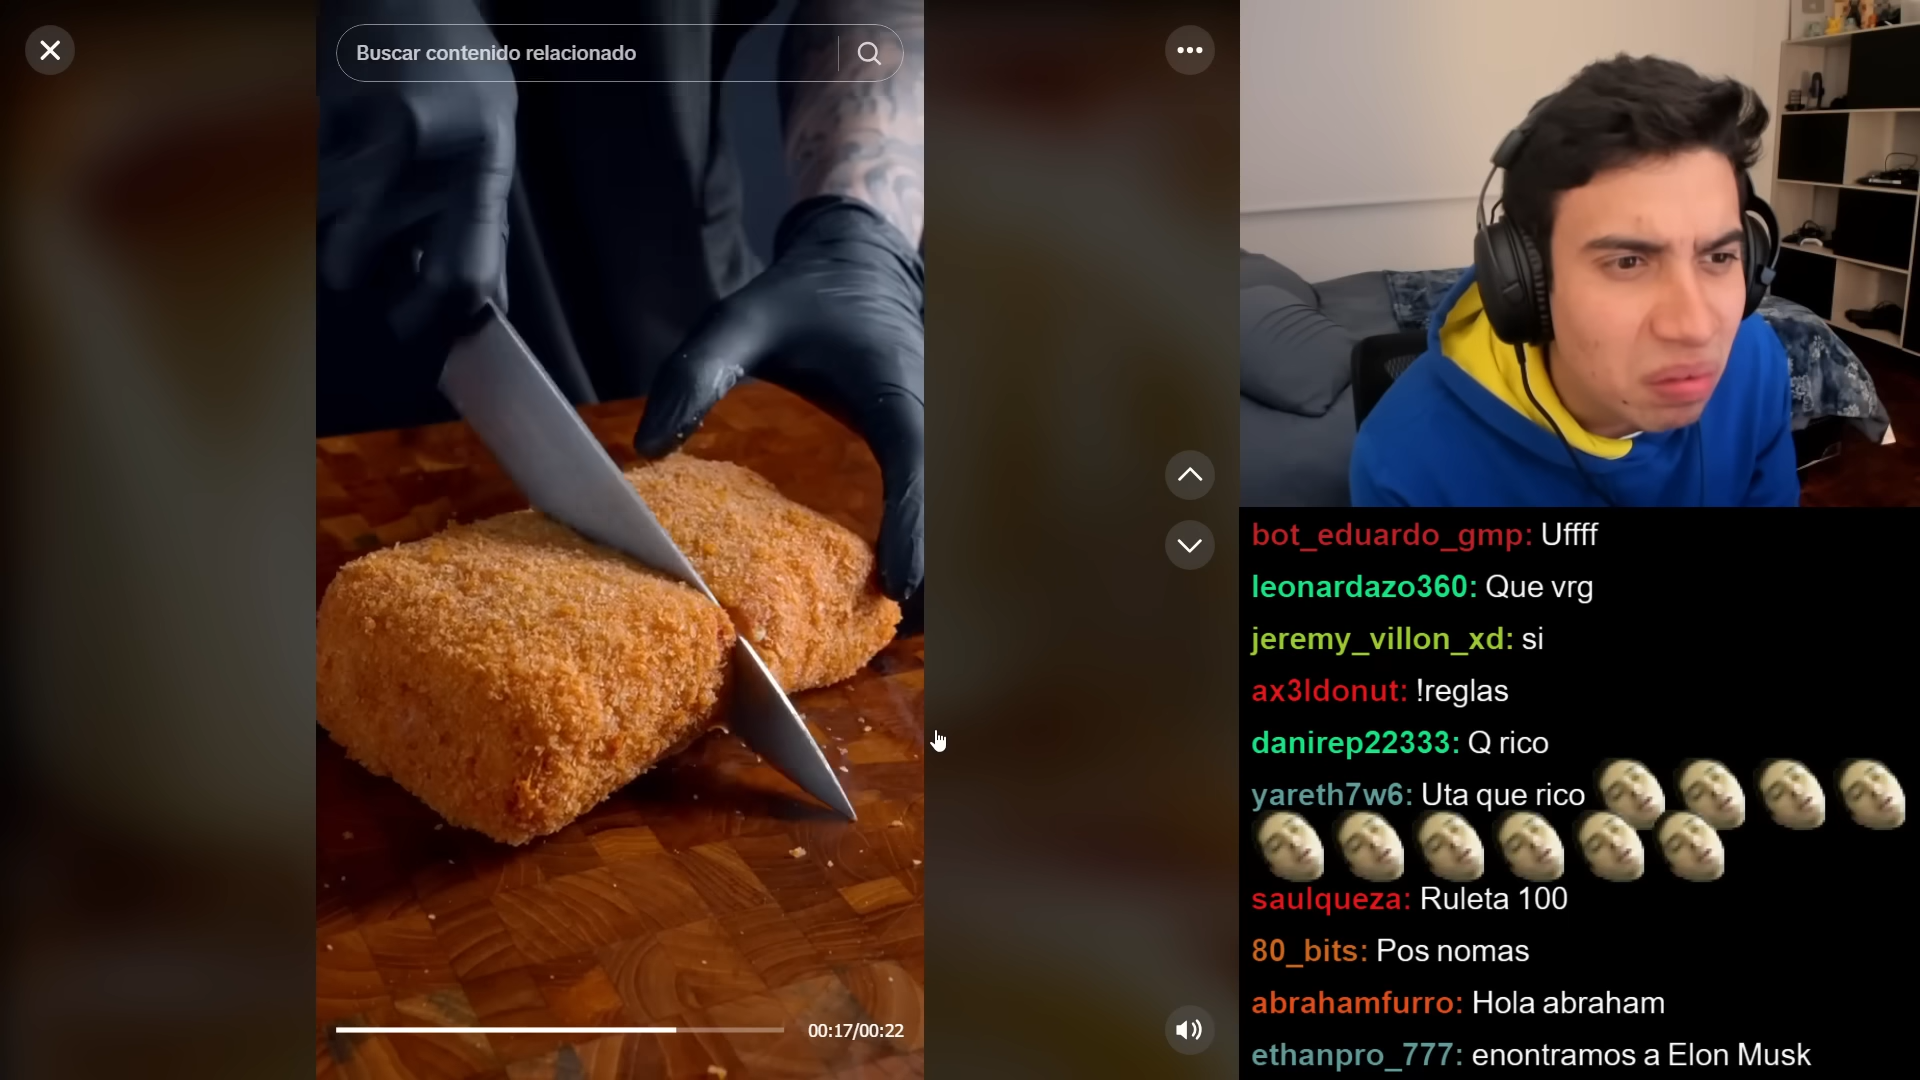 Buscar contenido relacionado
00:17/00:22
bot_eduardo_gmp: Uffff
leonardazo360: Que vrg
jeremy_villon_xd: si
ax3ldonut: !reglas
danirep22333: Q rico
yareth7w6: Uta que rico
saulqueza: Ruleta 100
80_bits: Pos nomas
abrahamfurro: Hola abraham
ethanpro_777: enontramos a Elon Musk